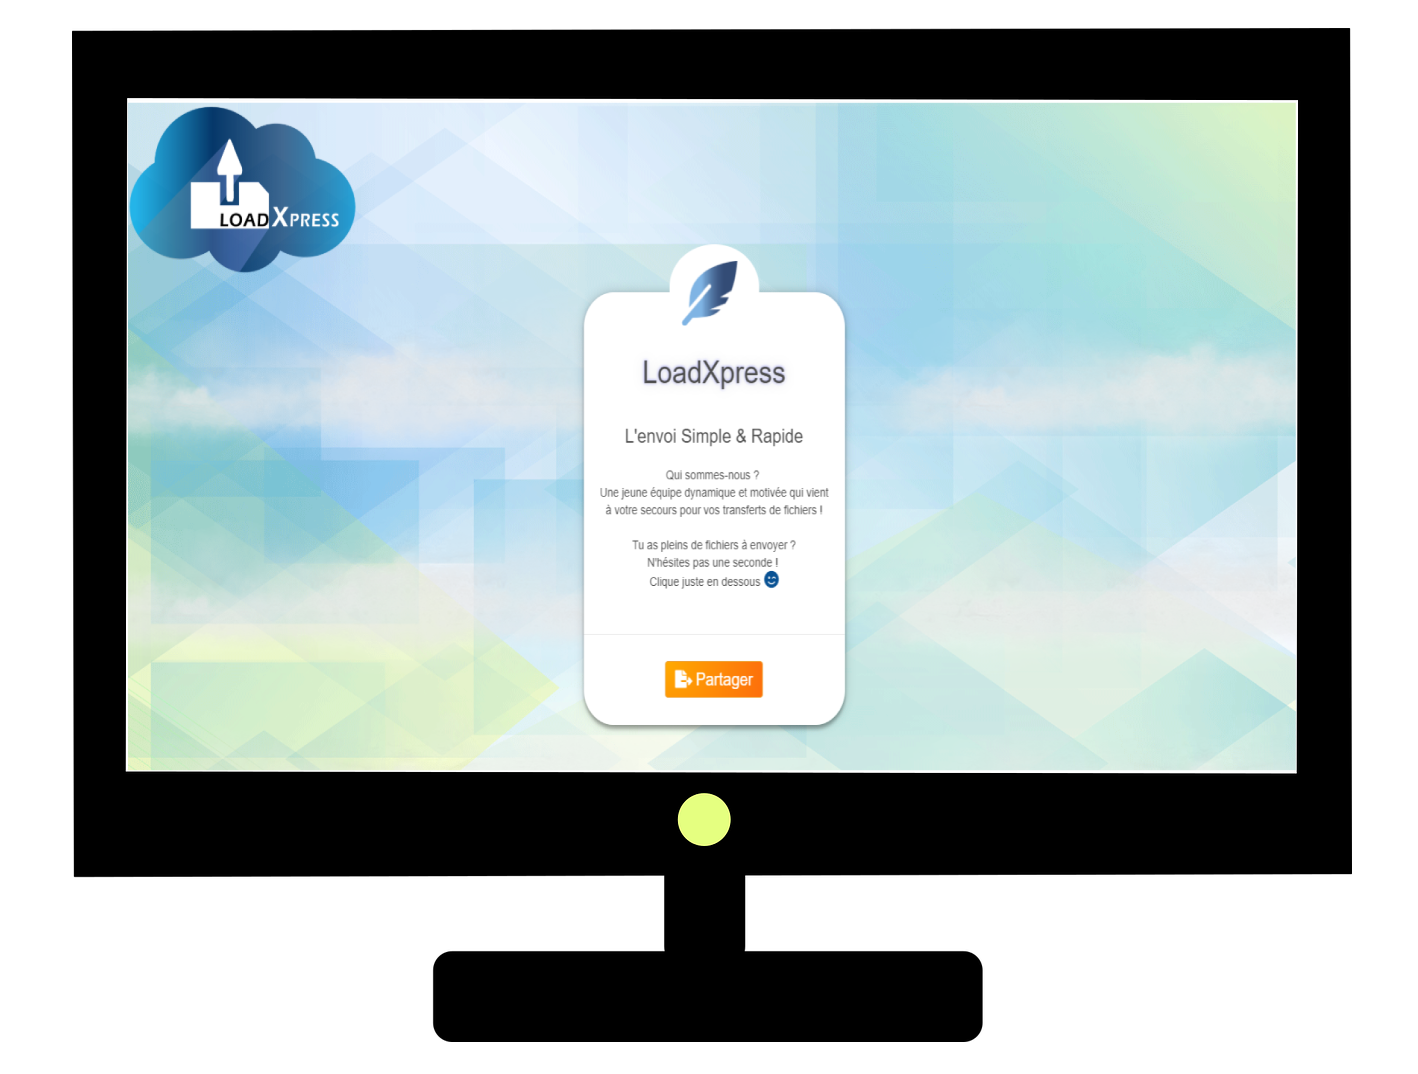 LOADXPRESS
LoadXpress
L'envoi Simple & Rapide
Qui sommes-nous ?
Une jeune équipe dynamique et motivée qui vient
à votre secours pour vos transferts de fichiers !
Tu as pleins de fichiers à envoyer ?
N'hésites pas une seconde !
Clique juste en dessous
Partager